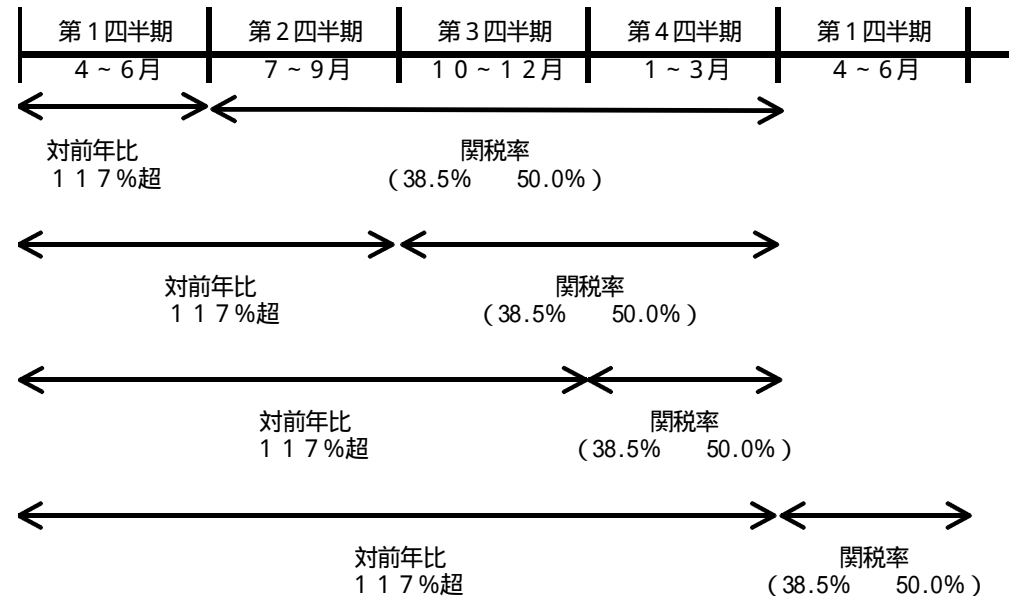 第1四半期 第2四半期 第3四半期 第4四半期 第1四半期
4~6月 7~9月 10~12月 1~3月 4~6月
対前年比 関税率
117%超 (38.5% 50.0%)
対前年比 関税率
117%超 (38.5% 50.0%)
対前年比 関税率
117%超 (38.5% 50.0%)
対前年比 関税率
117%超 (38.5% 50.0%)